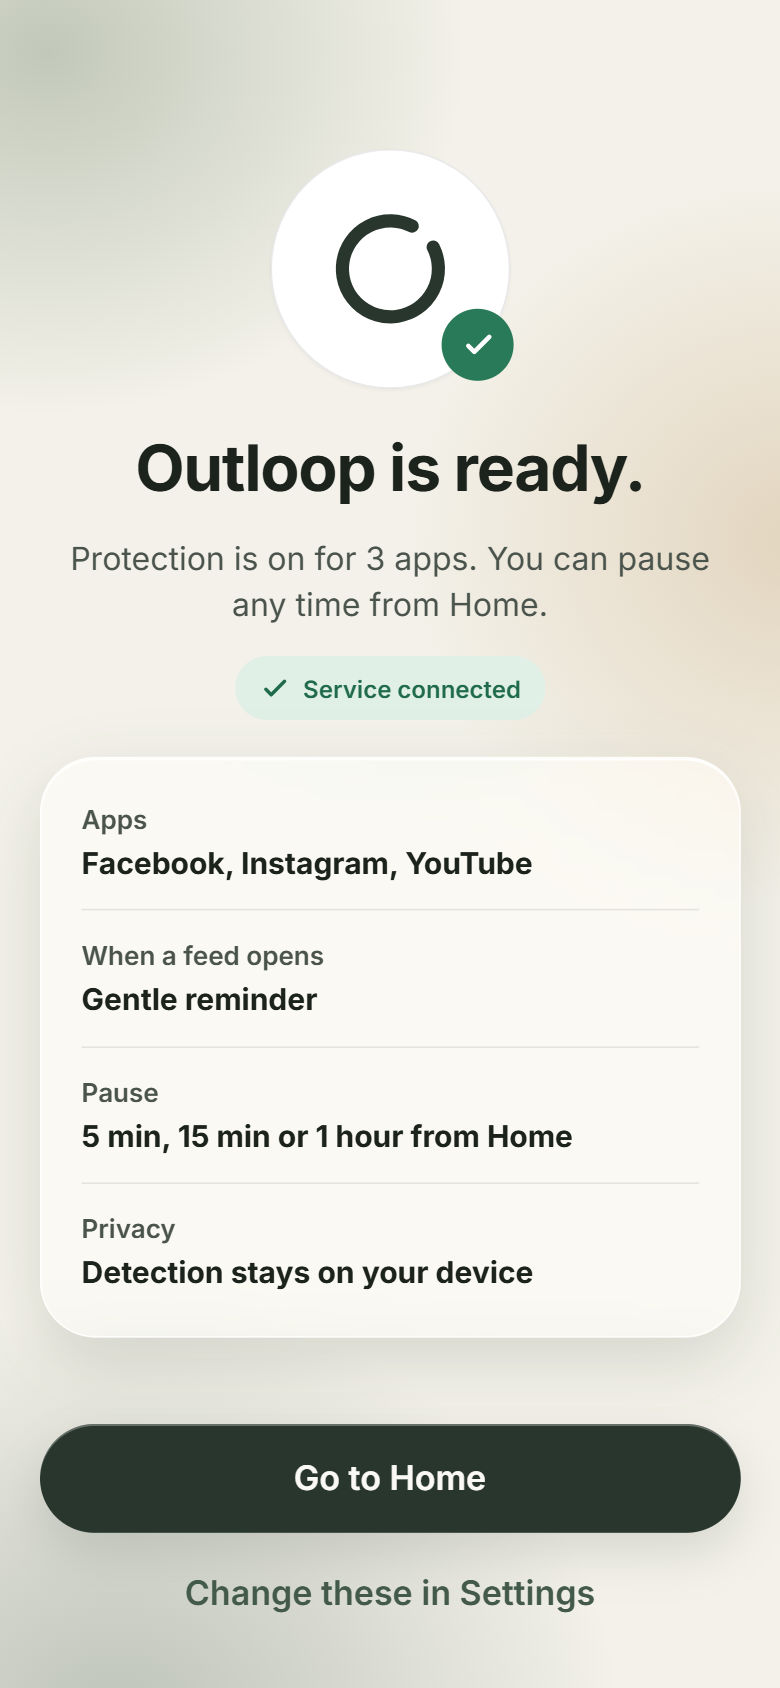 Outloop is ready.
Protection is on for 3 apps. You can pause
any time from Home.
Service connected
Apps
Facebook, Instagram, YouTube
When a feed opens
Gentle reminder
Pause
5 min, 15 min or 1 hour from Home
Privacy
Detection stays on your device
Go to Home
Change these in Settings